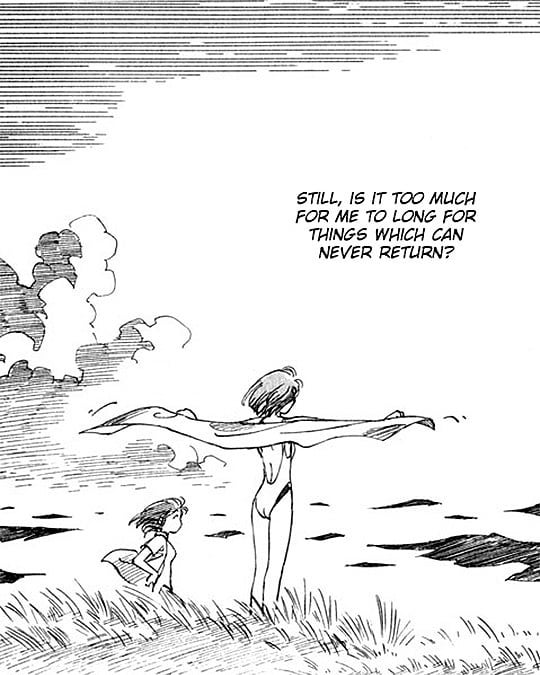 STILL, IS IT TOO MUCH
FOR ME TO LONG FOR
THINGS WHICH CAN
NEVER RETURN?